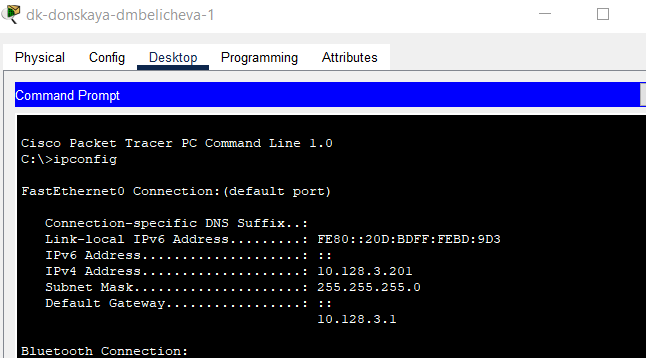 dk-donskaya-dmbelicheva-1
Physical Config Desktop Programming Attributes
Command Prompt
Cisco Packet Tracer PC Command Line 1.0
C:\>ipconfig
FastEthernet0 Connection:(default port)
Connection-specific DNS Suffix..:
Link-local IPv6 Address.........: FE80::20D:BDFF:FEBD:9D3
IPv6 Address....................: ::
IPv4 Address....................: 10.128.3.201
Subnet Mask.....................: 255.255.255.0
Default Gateway.................: ::
10.128.3.1
Bluetooth Connection: